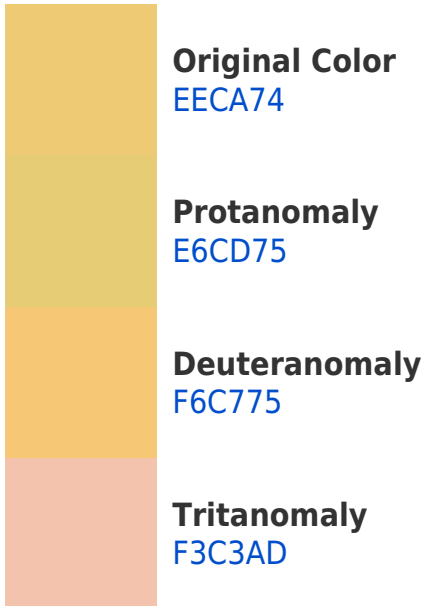 Original Color
EECA74
Protanomaly
E6CD75
Deuteranomaly
F6C775
Tritanomaly
F3C3AD